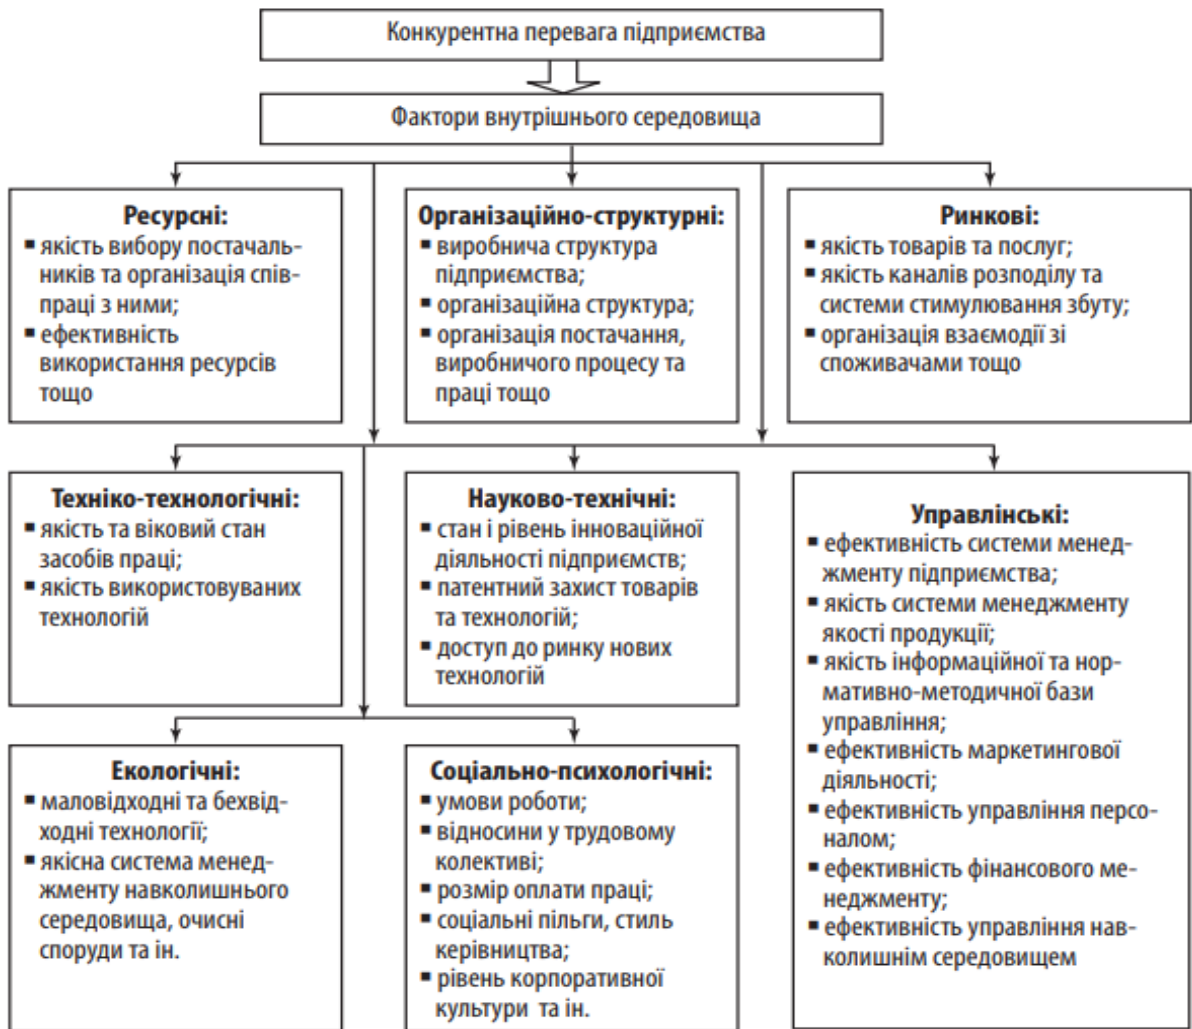 Конкурентна перевага підприємства
Фактори внутрішнього середовища
Ресурсні:
▪ якість вибору постачаль-
ників та організація спів-
праці з ними;
▪ ефективність
використання ресурсів
тощо
Організаційно-структурні:
▪ виробнича структура
підприємства;
▪ організаційна структура;
▪ організація постачання,
виробничого процесу та
праці тощо
Ринкові:
▪ якість товарів та послуг;
▪ якість каналів розподілу та
системи стимулювання збуту;
▪ організація взаємодії зі
споживачами тощо
Техніко-технологічні:
▪ якість та віковий стан
засобів праці;
▪ якість використовуваних
технологій
Науково-технічні:
▪ стан і рівень інноваційної
діяльності підприємств;
▪ патентний захист товарів
та технологій;
▪ доступ до ринку нових
технологій
Управлінські:
▪ ефективність системи менед-
жменту підприємства;
▪ якість системи менеджменту
якості продукції;
▪ якість інформаційної та нор-
мативно-методичної бази
управління;
▪ ефективність маркетингової
діяльності;
▪ ефективність управління персо-
налом;
▪ ефективність фінансового ме-
неджменту;
▪ ефективність управління нав-
колишнім середовищем
Екологічні:
▪ маловідходні та бехвід-
ходні технології;
▪ якісна система менед-
жменту навколишнього
середовища, очисні
споруди та ін.
Соціально-психологічні:
▪ умови роботи;
▪ відносини у трудовому
колективі;
▪ розмір оплати праці;
▪ соціальні пільги, стиль
керівництва;
▪ рівень корпоративної
культури та ін.